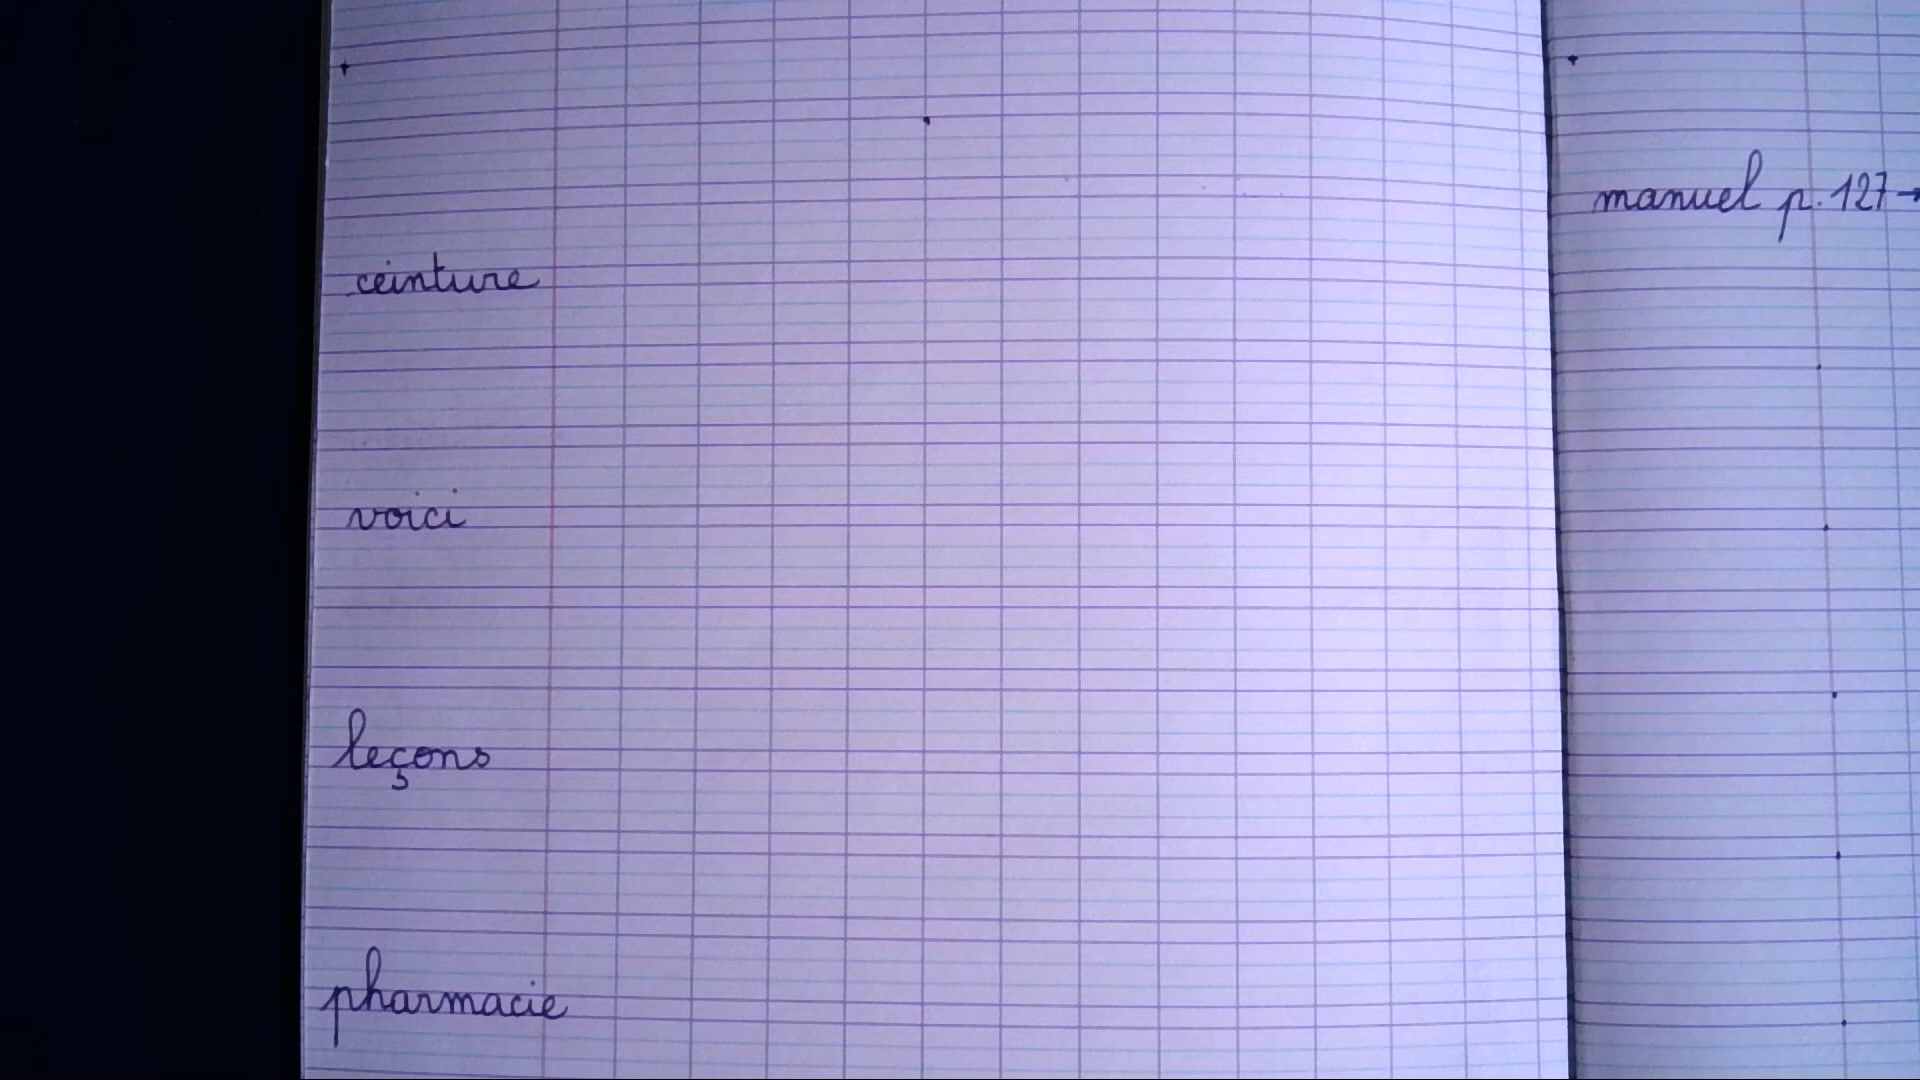 ceinture
voici
leçons
pharmacie
manuel p. 127 →